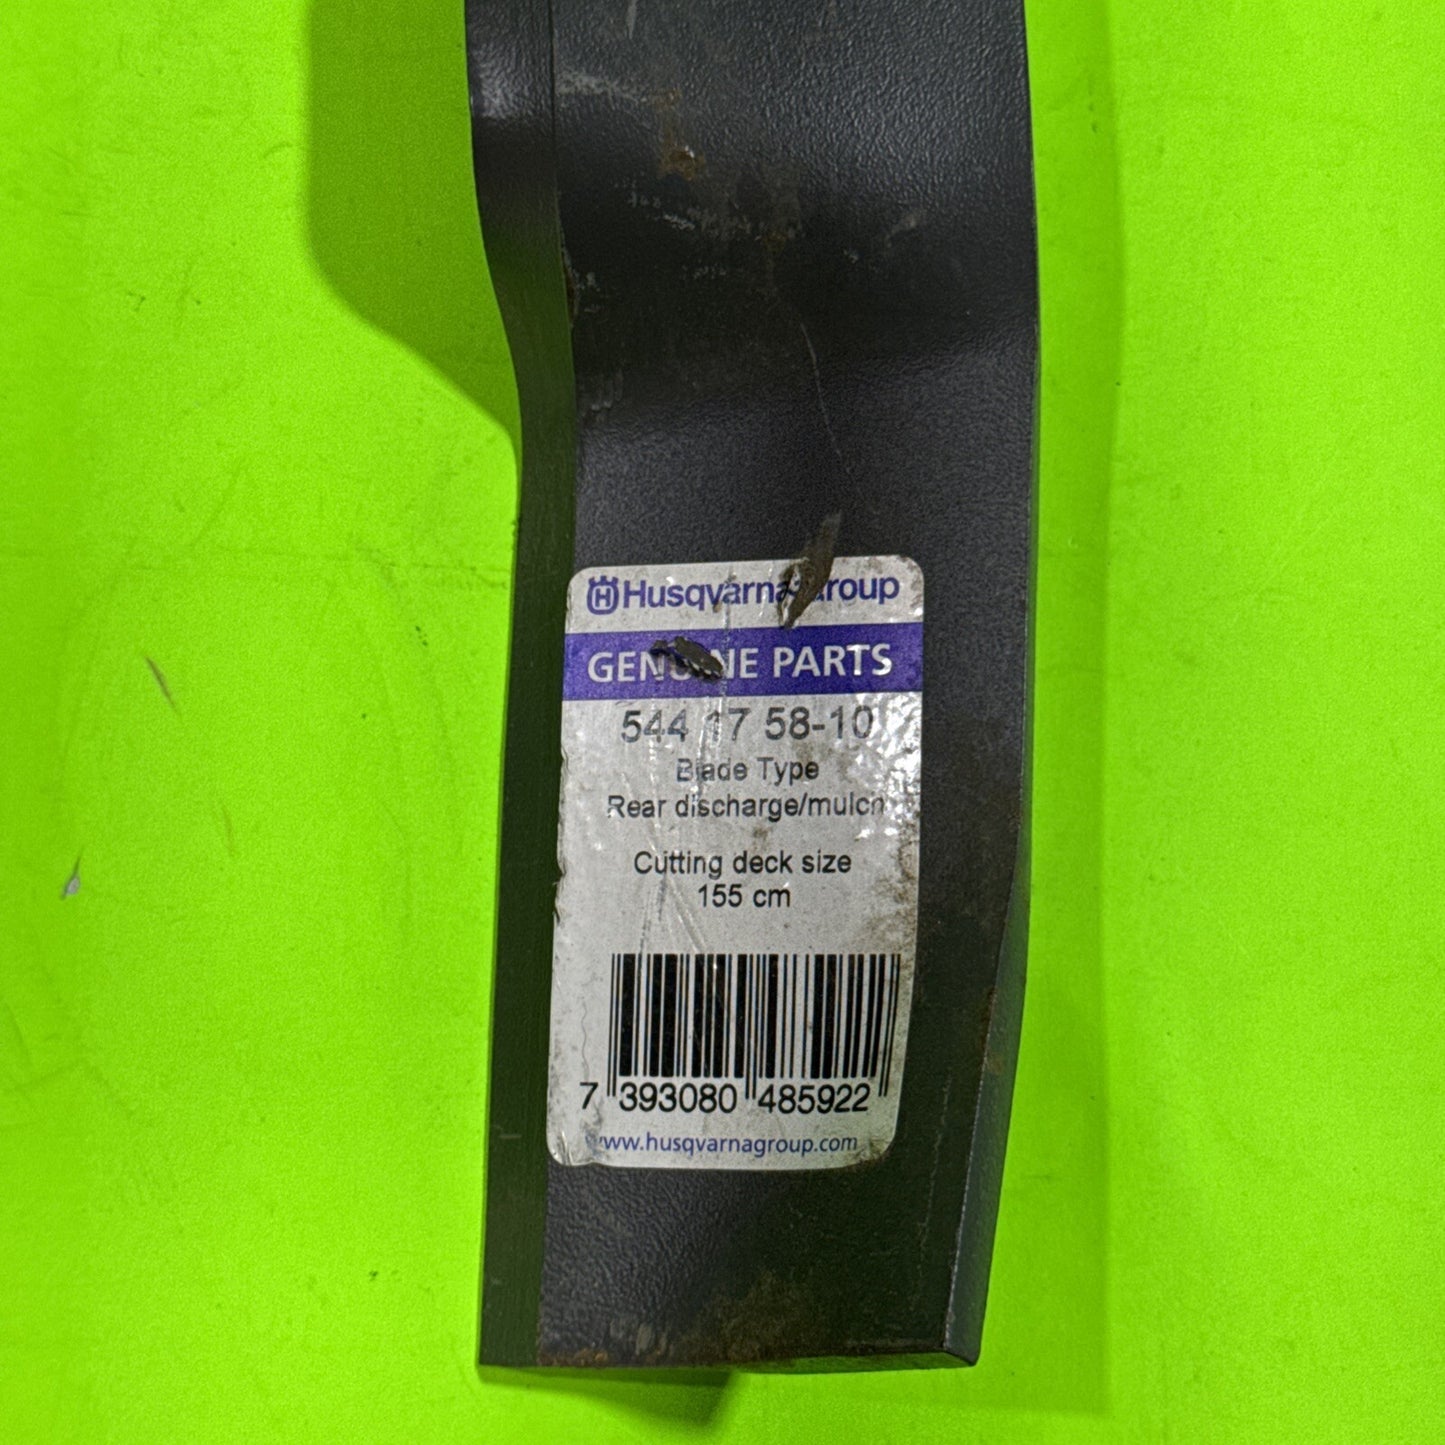 Husqvarna group
GENUINE PARTS
544 17 58-10
Blade Type
Rear discharge/mulch
Cutting deck size
155 cm
7 393080 485922
www.husqvarnagroup.com